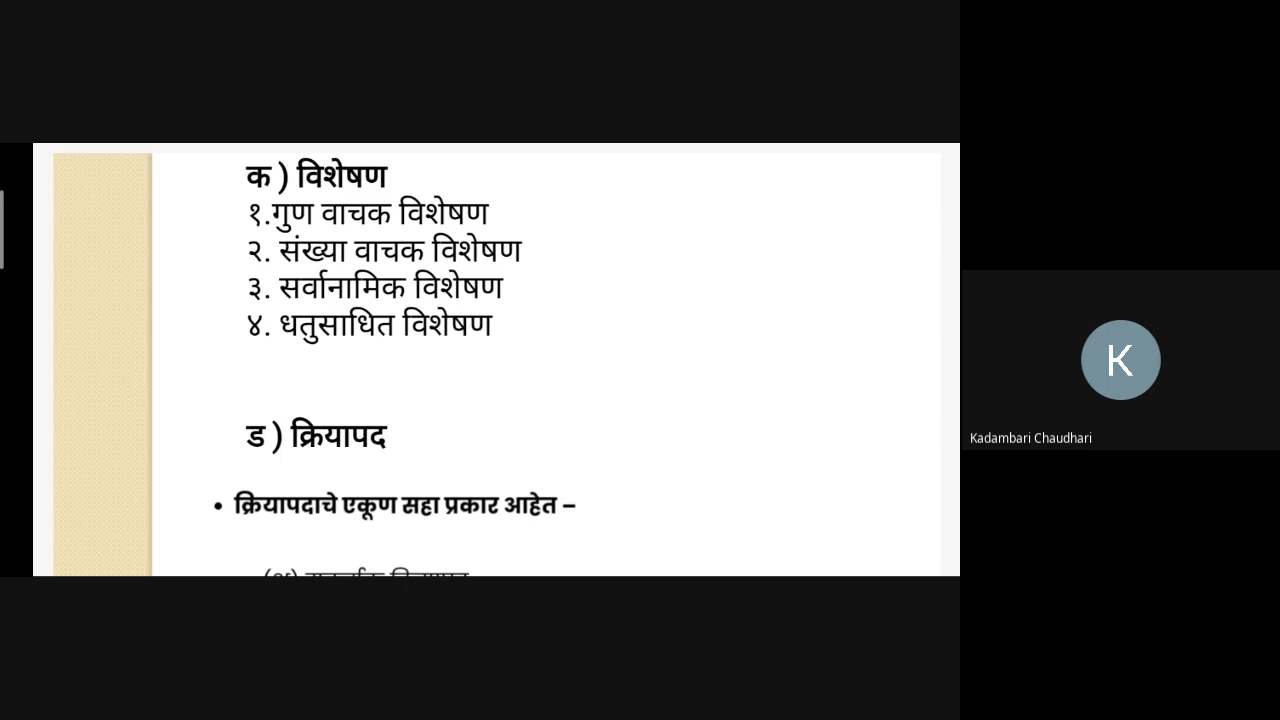 क ) विशेषण
१.गुण वाचक विशेषण
२. संख्या वाचक विशेषण
३. सर्वानामिक विशेषण
४. धतुसाधित विशेषण
ड ) क्रियापद
• क्रियापदाचे एकूण सहा प्रकार आहेत –
K
Kadambari Chaudhari